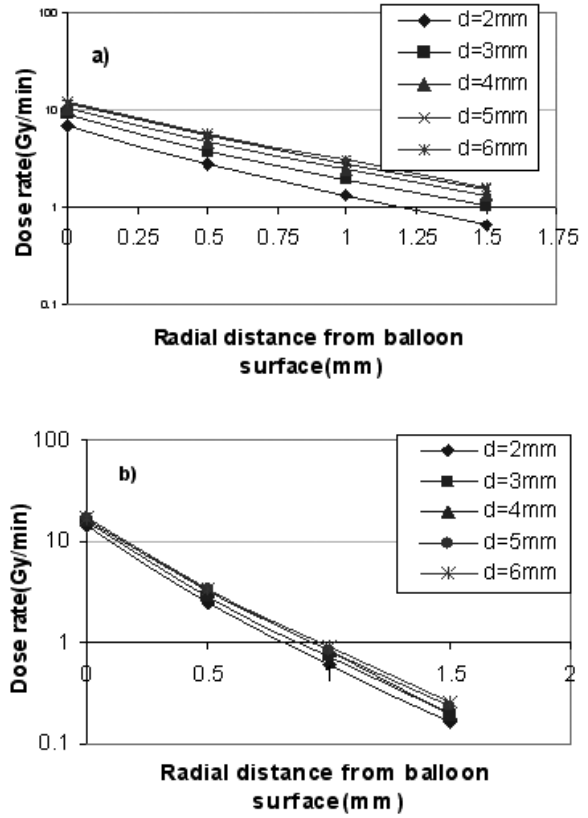 100
10
1
0.1
Dose rate(Gy/min)
a)
d=2mm
d=3mm
d=4mm
d=5mm
d=6mm
0 0.25 0.5 0.75 1 1.25 1.5 1.75
Radial distance from balloon
surface(mm)
100
10
1
0.1
Dose rate(Gy/min)
b)
d=2mm
d=3mm
d=4mm
d=5mm
d=6mm
0 0.5 1 1.5 2
Radial distance from balloon
surface(mm)